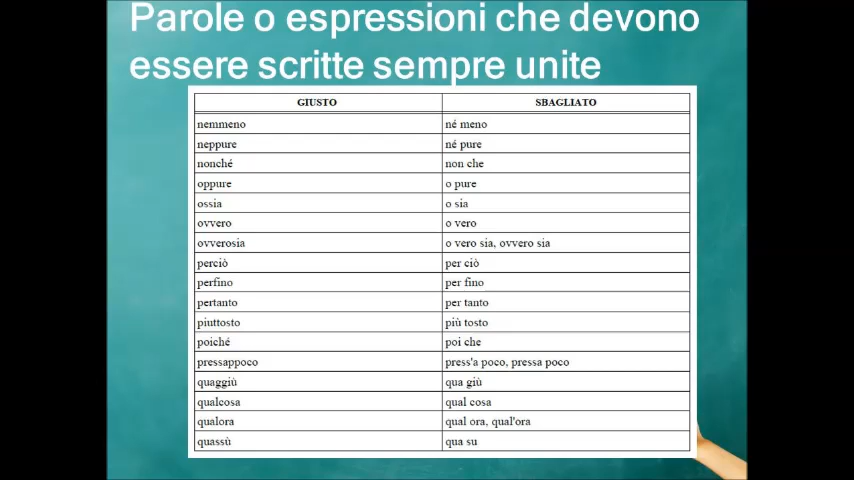 Parole o espressioni che devono
essere scritte sempre unite
GIUSTO SBAGLIATO
nemmeno né meno
neppure né pure
nonché non che
oppure o pure
ossia o sia
ovvero o vero
ovverosia o vero sia, ovvero sia
perciò per ciò
perfino per fino
pertanto per tanto
piuttosto più tosto
poiché poi che
pressappoco press'a poco, pressa poco
quaggiù qua giù
qualcosa qual cosa
qualora qual ora, qual'ora
quassù qua su